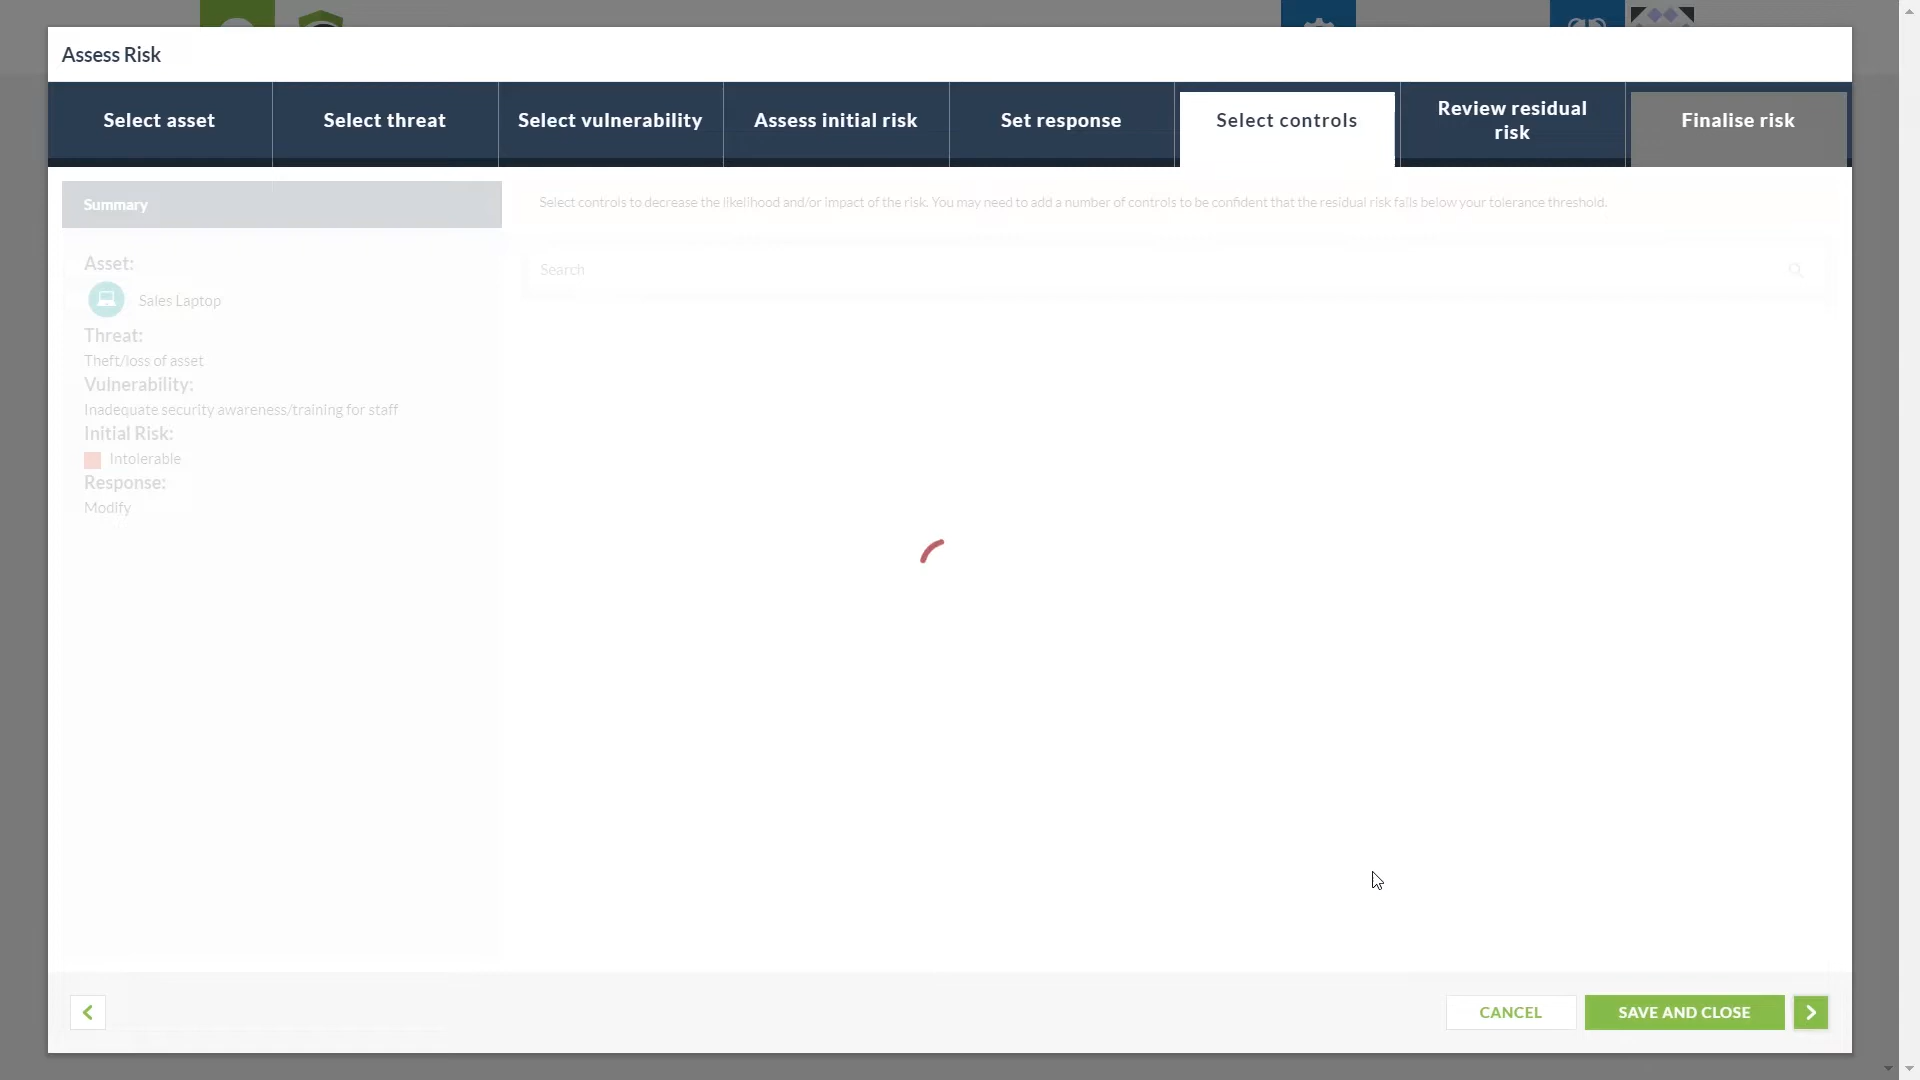 Assess Risk
Select asset
Select threat
Select vulnerability
Assess initial risk
Set response
Select controls
Review residual
risk
Finalise risk
Summary
Select controls to decrease the likelihood and/or impact of the risk. You may need to add a number of controls to be confident that the residual risk falls below your tolerance threshold.
Search
Asset:
Sales Laptop
Threat:
Theft/loss of asset
Vulnerability:
Inadequate security awareness/training for staff
Initial Risk:
Intolerable
Response:
Modify
CANCEL
SAVE AND CLOSE